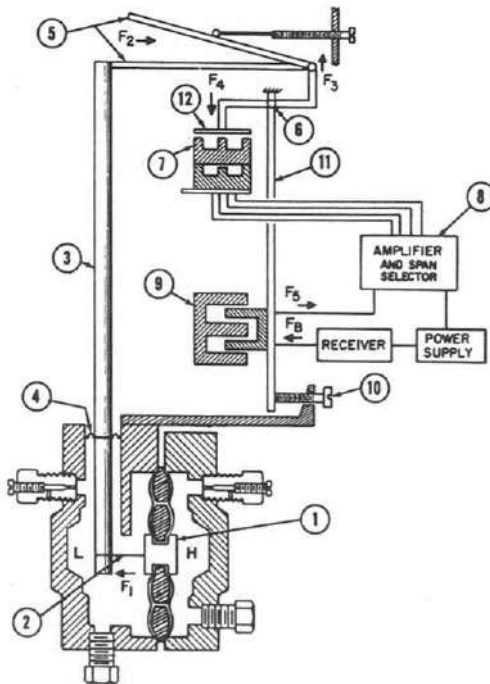 5
F2
F3
12
F4
6
7
11
8
AMPLIFIER
AND SPAN
SELECTOR
3
9
F5
FB
RECEIVER
POWER
SUPPLY
10
4
1
L
H
F1
2